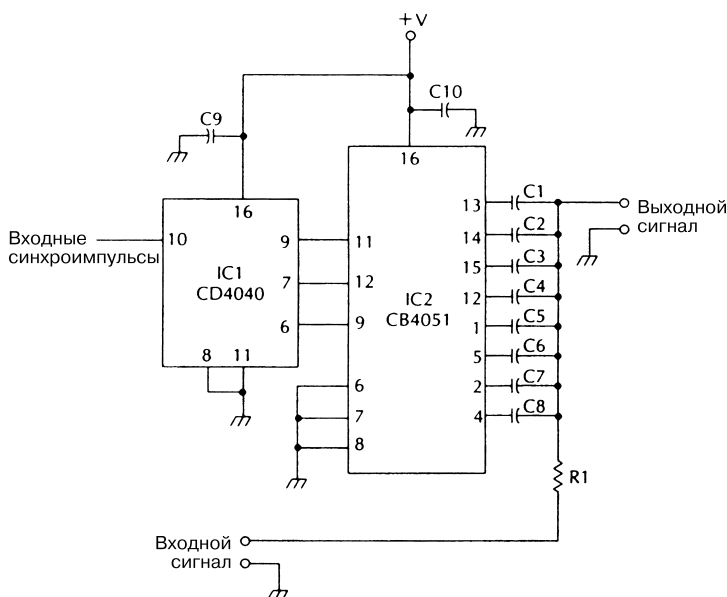 +V
C10
C9
16
16
13
C1
Выходной
сигнал
Входные
синхроимпульсы
10
9
11
14
C2
IC1
CD4040
15
C3
7
12
IC2
CB4051
12
C4
6
9
1
C5
8
11
5
C6
6
2
C7
7
4
C8
8
R1
Входной
сигнал